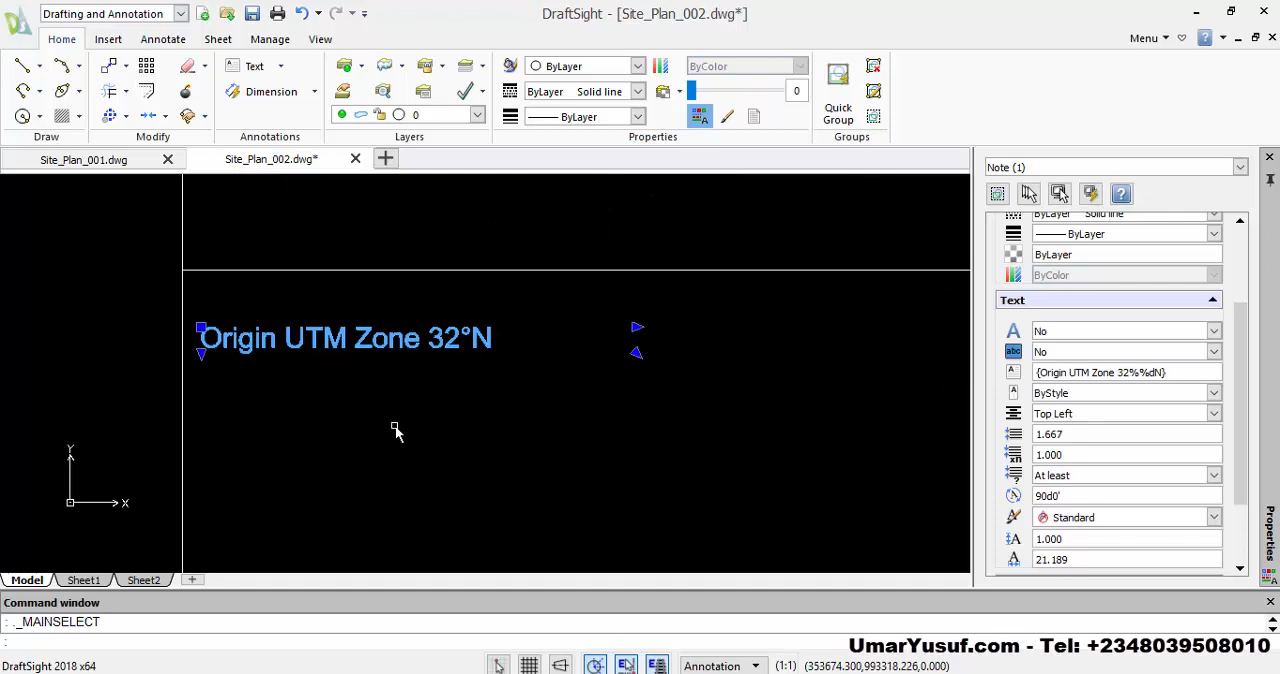 Drafting and Annotation
DraftSight - [Site_Plan_002.dwg*]
Home Insert Annotate Sheet Manage View
Menu
?
Text
Dimension
Draw
Modify
Annotations
0
Layers
ByLayer
ByLayer Solid line
ByLayer
ByColor
0
Properties
Quick
Group
Groups
Site_Plan_001.dwg
Site_Plan_002.dwg*
Origin UTM Zone 32°N
Y
X
Note (1)
ByLayer Solid line
ByLayer
ByLayer
ByColor
Text
No
No
{Origin UTM Zone 32%%dN}
ByStyle
Top Left
1.667
1.000
At least
90d0'
Standard
1.000
21.189
Properties
Model Sheet1 Sheet2
Command window
: ._MAINSELECT
:
UmarYusuf.com - Tel: +2348039508010
DraftSight 2018 x64
Annotation
(1:1)
(353674.300,993318.226,0.000)